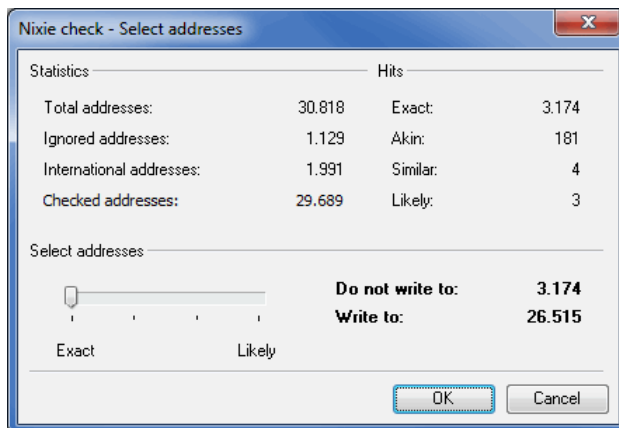 Nixie check - Select addresses
Statistics Hits
Total addresses: 30.818 Exact: 3.174
Ignored addresses: 1.129 Akin: 181
International addresses: 1.991 Similar: 4
Checked addresses: 29.689 Likely: 3
Select addresses
Do not write to: 3.174
Write to: 26.515
Exact Likely
OK Cancel